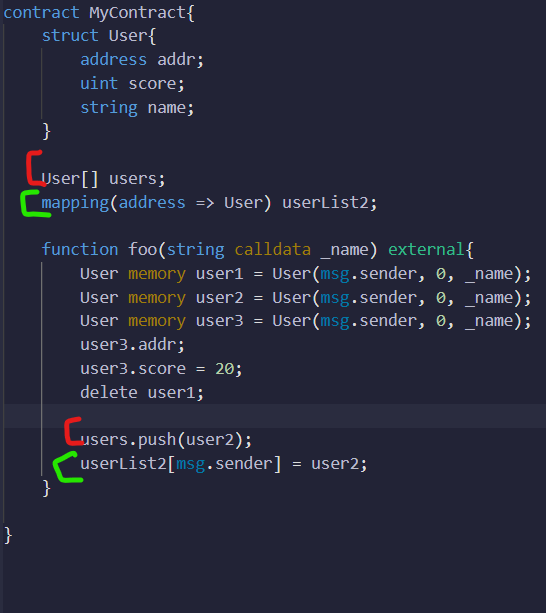 contract MyContract{
struct User{
address addr;
uint score;
string name;
}
User[] users;
mapping(address => User) userList2;
function foo(string calldata _name) external{
User memory user1 = User(msg.sender, 0, _name);
User memory user2 = User(msg.sender, 0, _name);
User memory user3 = User(msg.sender, 0, _name);
user3.addr;
user3.score = 20;
delete user1;
users.push(user2);
userList2[msg.sender] = user2;
}
}